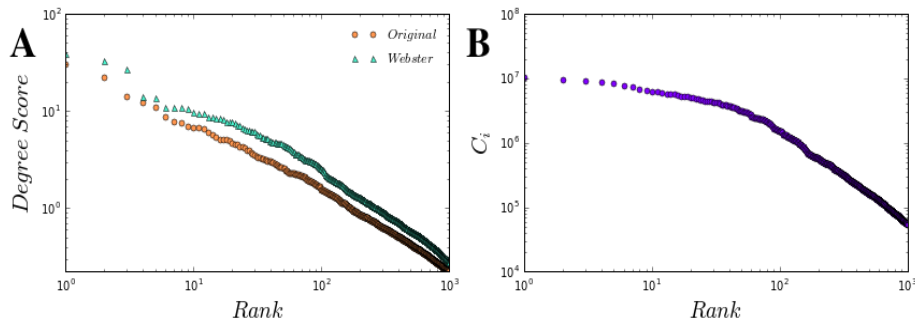 A
Degree Score
10²
10¹
10⁰
Original
Webster
10⁰ 10¹ 10² 10³
Rank
B
C_i
10⁸
10⁷
10⁶
10⁵
10⁴
10⁰ 10¹ 10² 10³
Rank